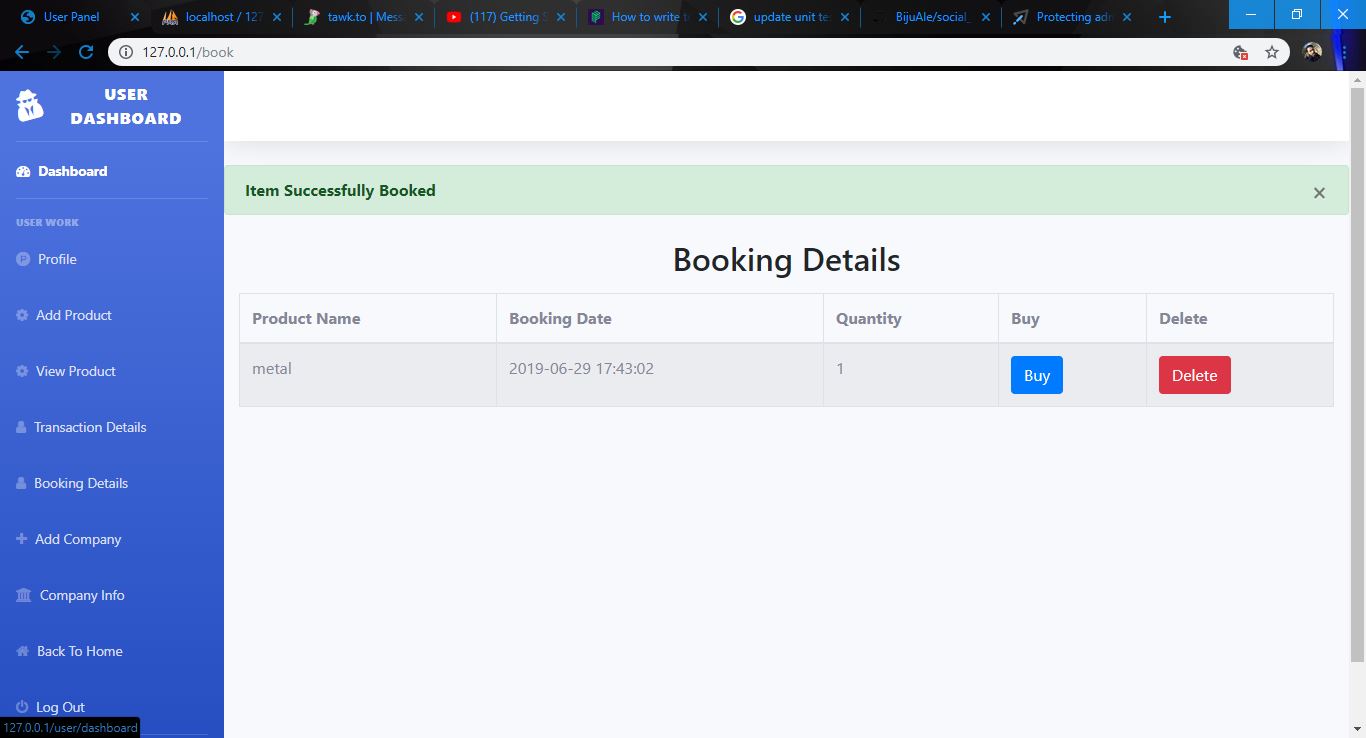 User Panel
localhost / 127
tawk.to | Mess
(117) Getting S
How to write t
update unit te
BijuAle/social_
Protecting adm
127.0.0.1/book
USER
DASHBOARD
Item Successfully Booked ×
Dashboard
USER WORK
Profile
Add Product
View Product
Transaction Details
Booking Details
Add Company
Company Info
Back To Home
Log Out
Booking Details
Product Name Booking Date Quantity Buy Delete
metal 2019-06-29 17:43:02 1 Buy Delete
127.0.0.1/user/dashboard